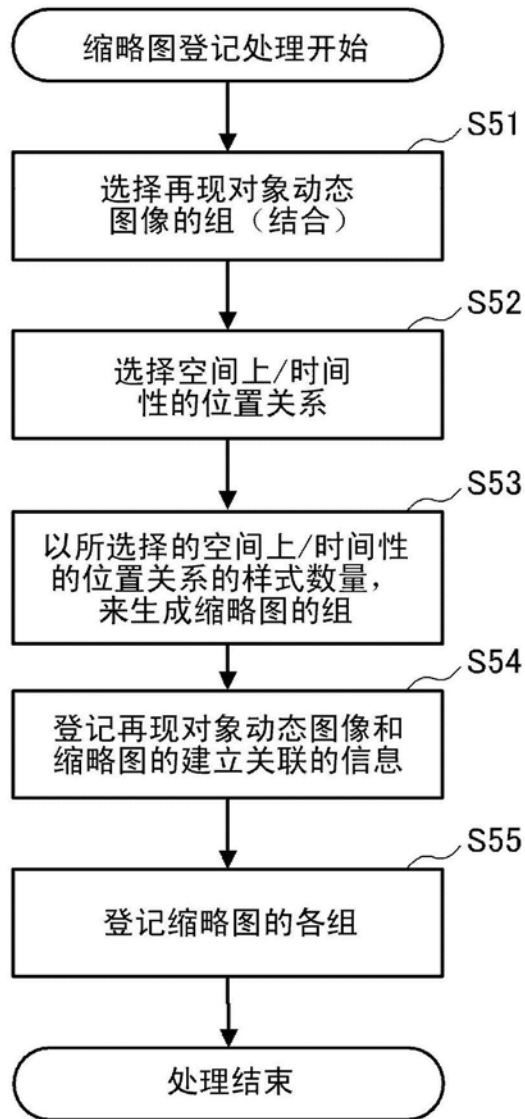 缩略图登记处理开始
S51
选择再现对象动态
图像的组（结合）
S52
选择空间上/时间
性的位置关系
S53
以所选择的空间上/时间性
的位置关系的样式数量，
来生成缩略图的组
S54
登记再现对象动态图像和
缩略图的建立关联的信息
S55
登记缩略图的各组
处理结束